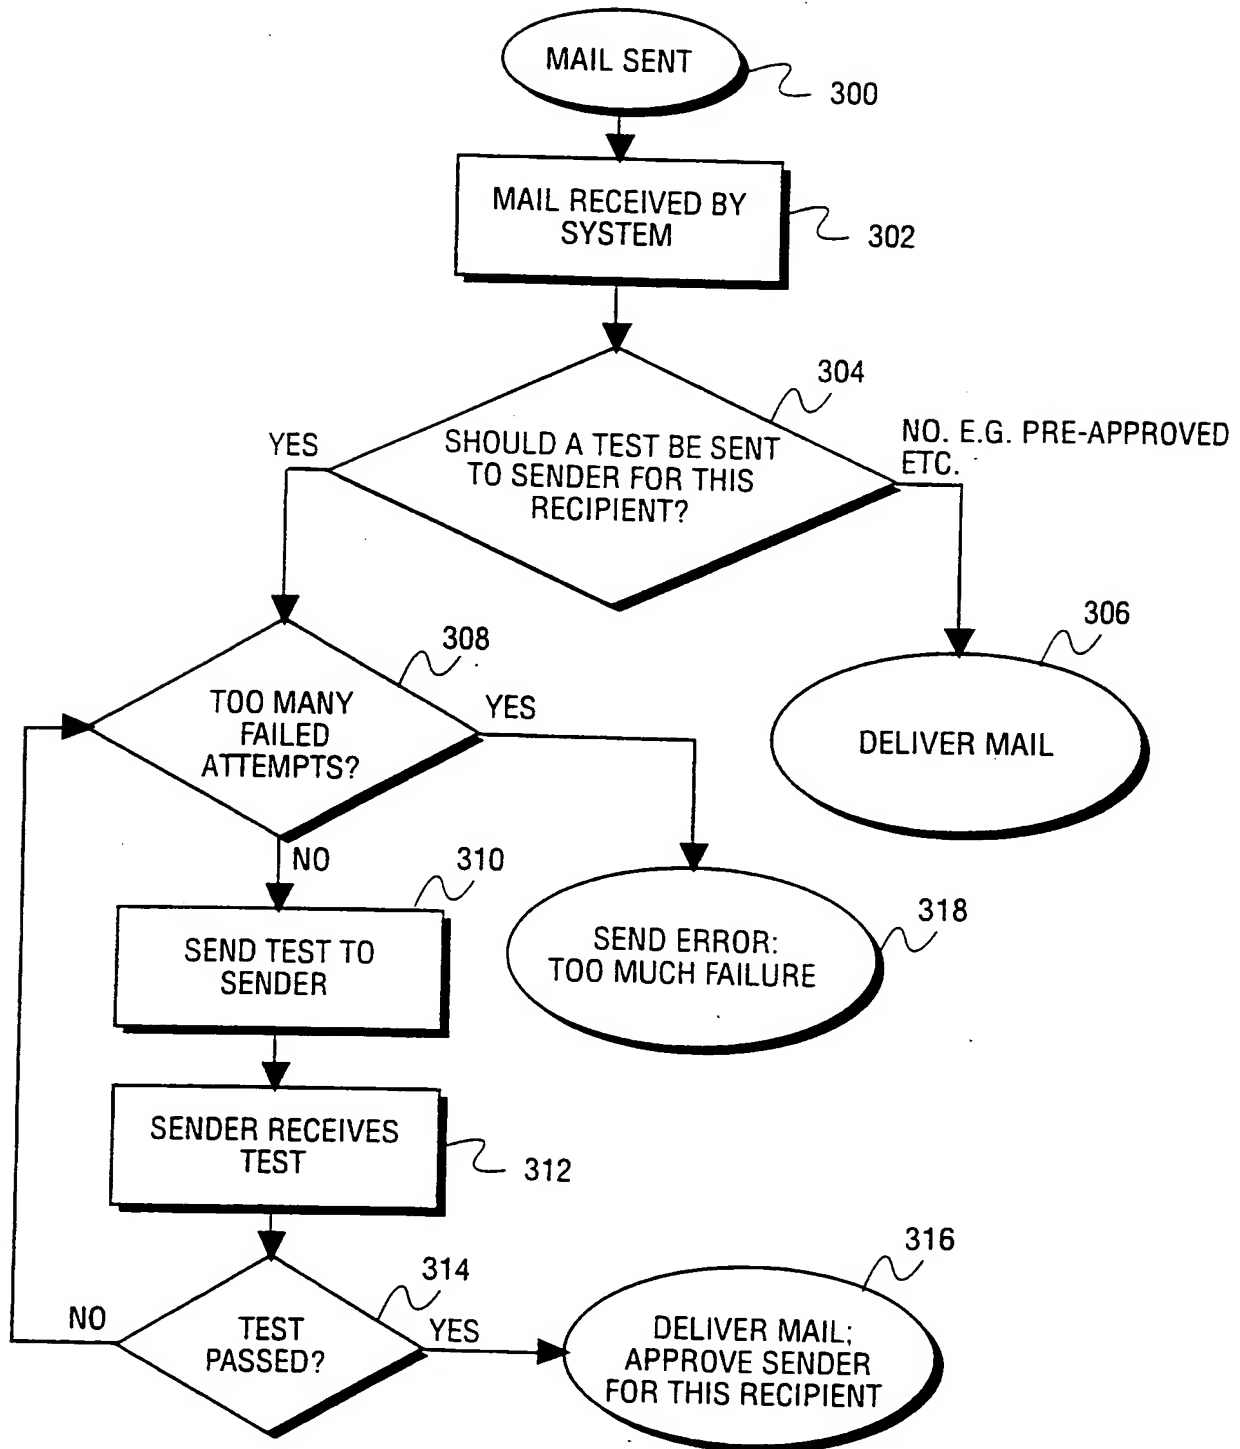 MAIL SENT
300
MAIL RECEIVED BY
SYSTEM
302
304
YES
SHOULD A TEST BE SENT
TO SENDER FOR THIS
RECIPIENT?
NO. E.G. PRE-APPROVED
ETC.
306
DELIVER MAIL
308
TOO MANY
FAILED
ATTEMPTS?
YES
NO
310
SEND TEST TO
SENDER
318
SEND ERROR:
TOO MUCH FAILURE
SENDER RECEIVES
TEST
312
314
NO
TEST
PASSED?
YES
316
DELIVER MAIL;
APPROVE SENDER
FOR THIS RECIPIENT